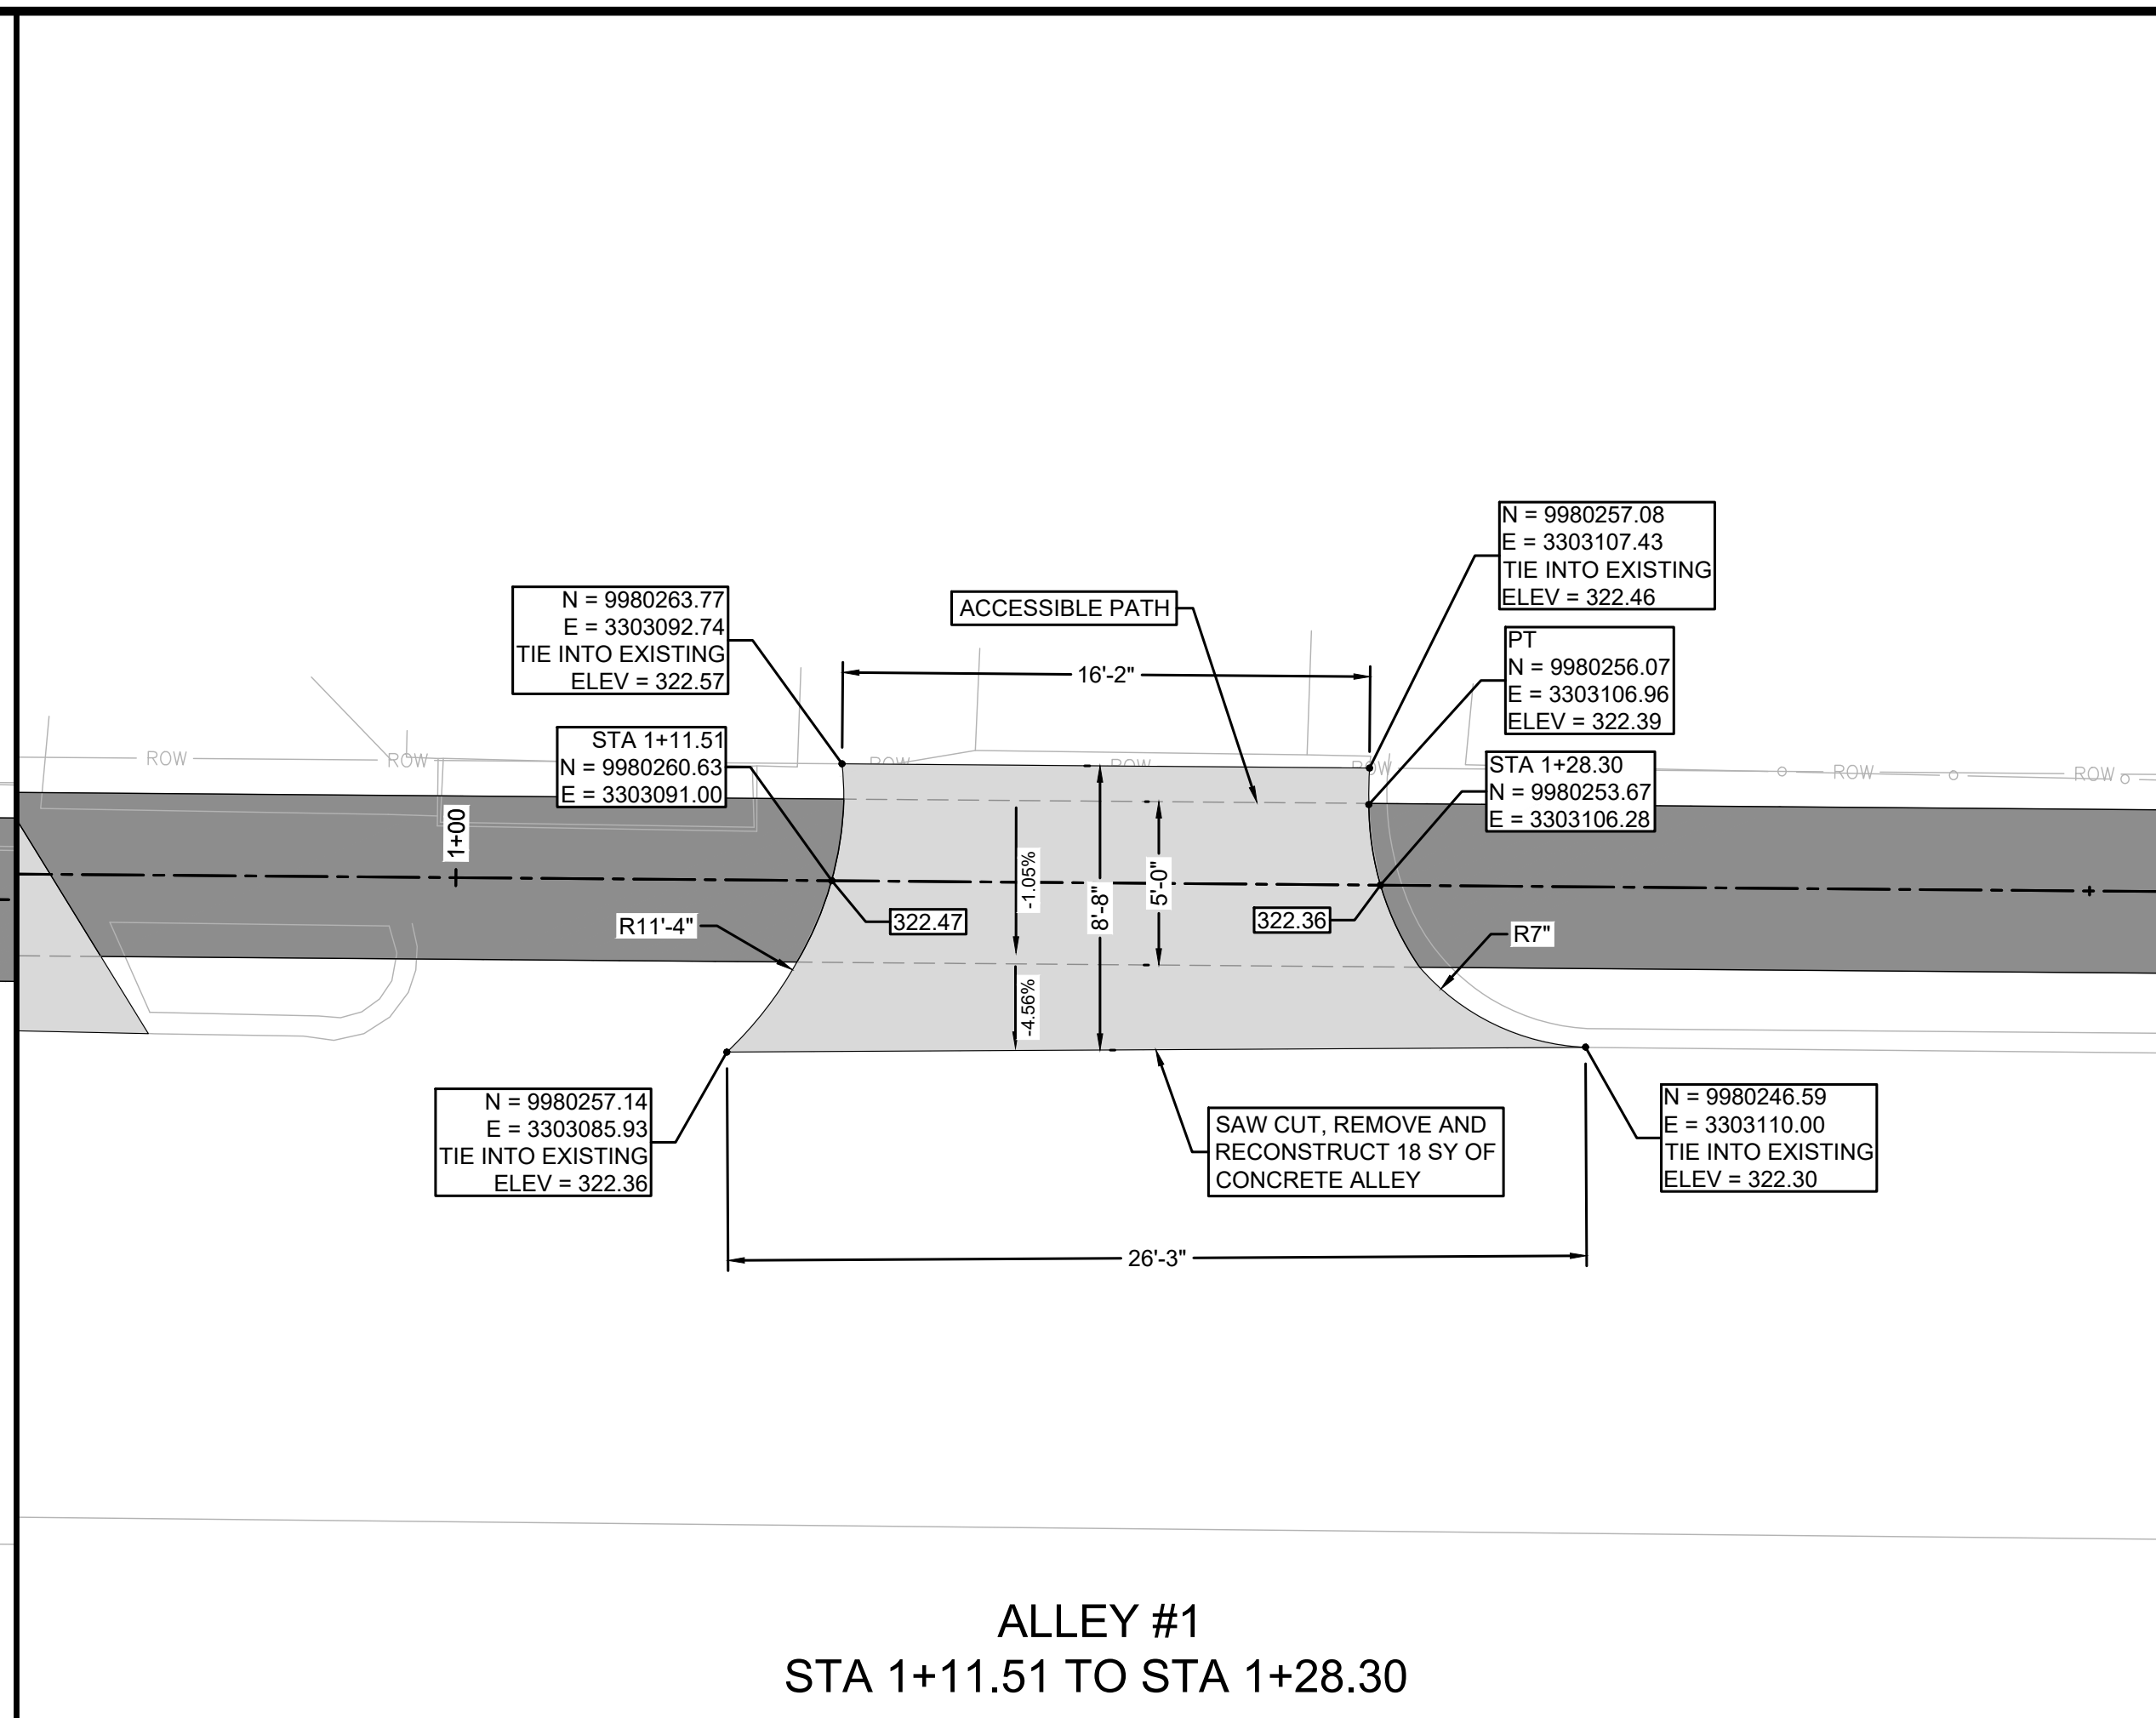 N = 9980257.08
E = 3303107.43
TIE INTO EXISTING
ELEV = 322.46
N = 9980263.77
E = 3303092.74
TIE INTO EXISTING
ELEV = 322.57
ACCESSIBLE PATH
PT
N = 9980256.07
E = 3303106.96
ELEV = 322.39
16'-2"
STA 1+11.51
N = 9980260.63
E = 3303091.00
STA 1+28.30
N = 9980253.67
E = 3303106.28
ROW
ROW
ROW
ROW
ROW
ROW
ROW
1+00
-1.05%
8'-8"
5'-0"
R11'-4"
322.47
322.36
R7"
-4.56%
N = 9980257.14
E = 3303085.93
TIE INTO EXISTING
ELEV = 322.36
SAW CUT, REMOVE AND
RECONSTRUCT 18 SY OF
CONCRETE ALLEY
N = 9980246.59
E = 3303110.00
TIE INTO EXISTING
ELEV = 322.30
26'-3"
ALLEY #1
STA 1+11.51 TO STA 1+28.30